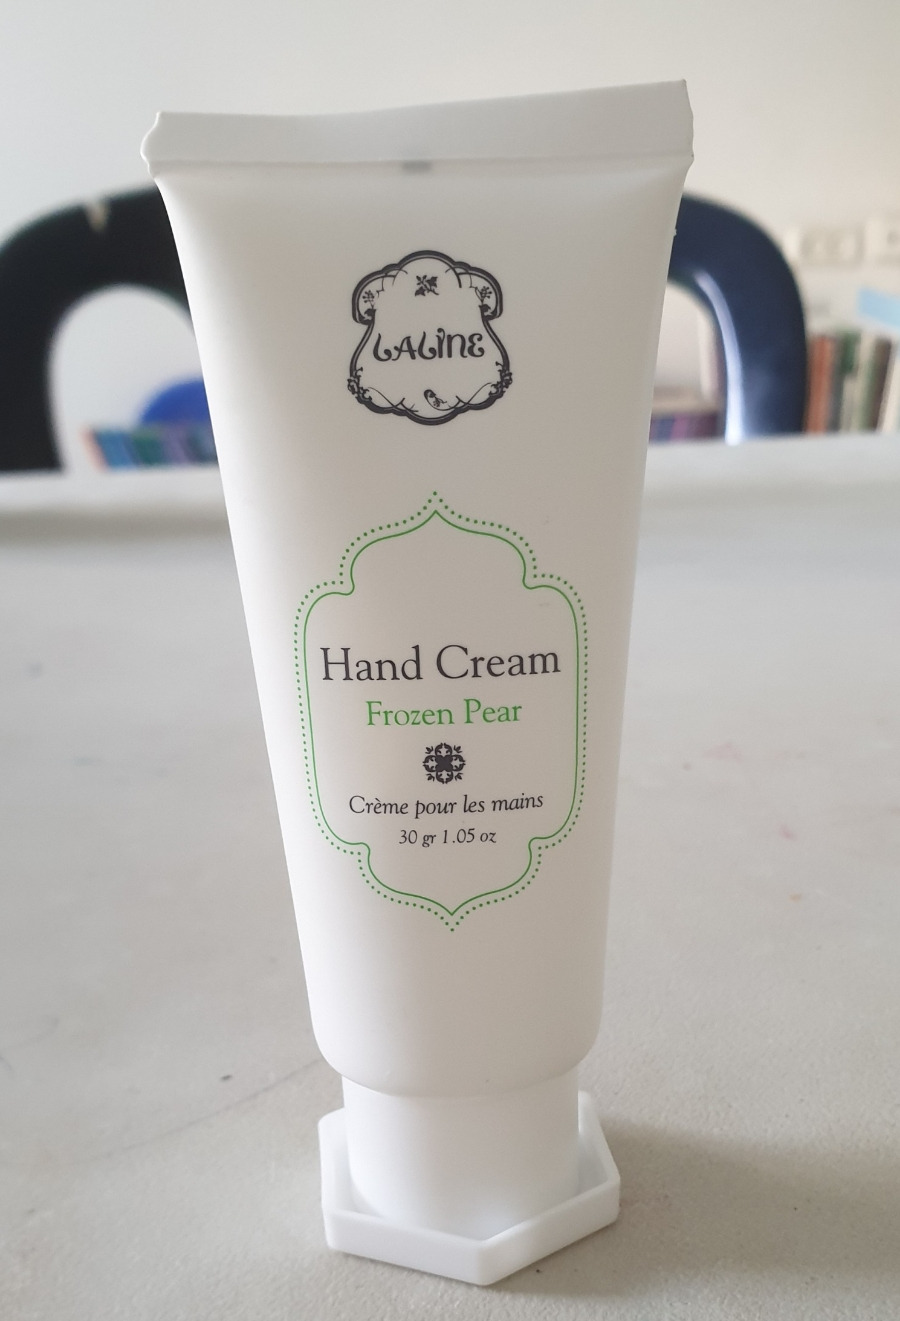 LALINE
Hand Cream
Frozen Pear
Crème pour les mains
30 gr 1.05 oz